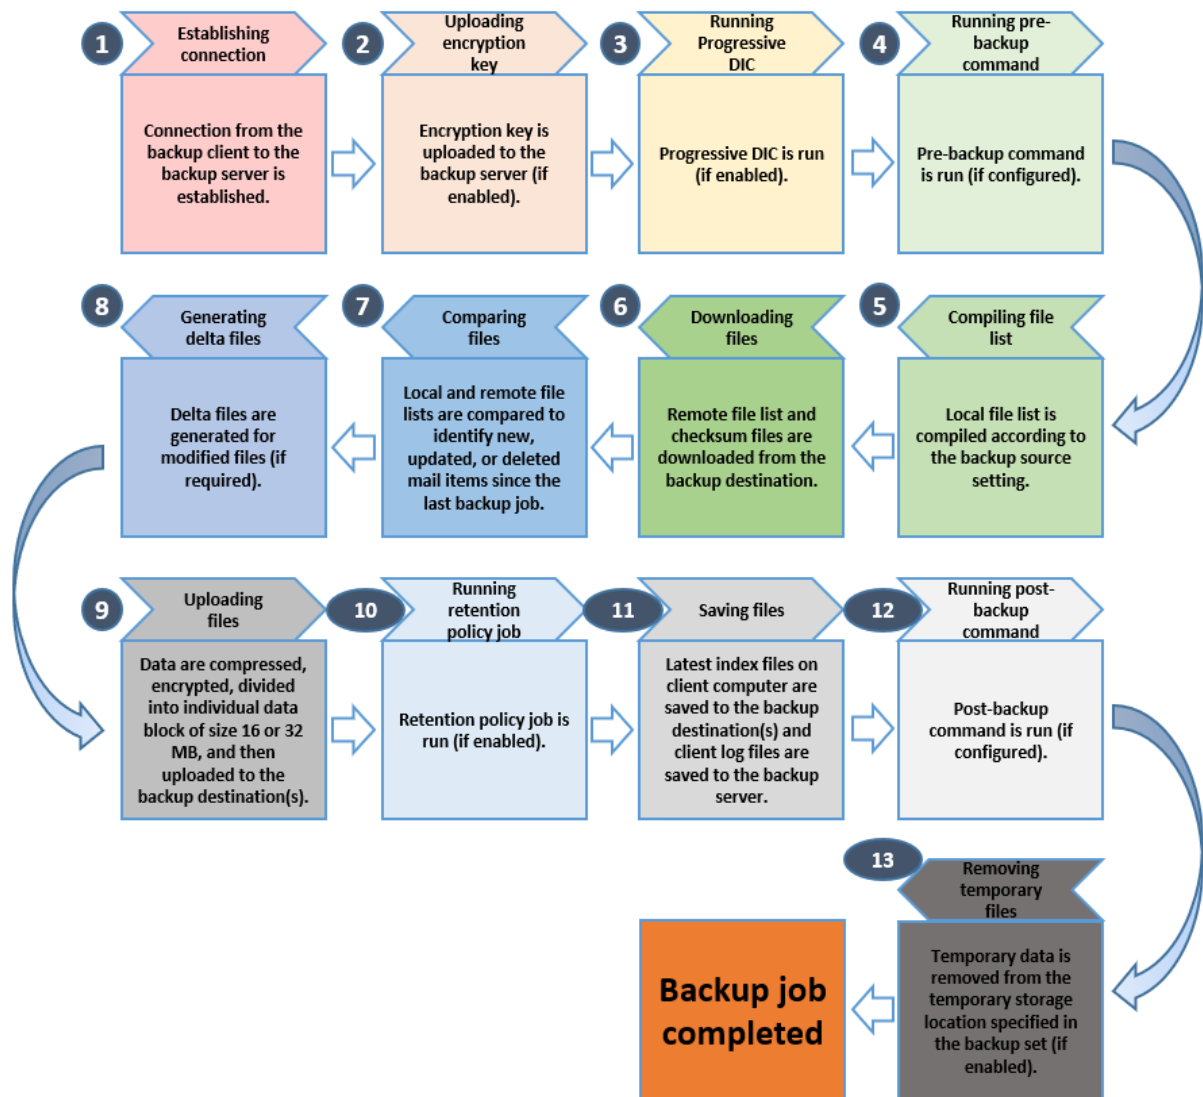 1
Establishing
connection
Connection from the
backup client to the
backup server is
established.
2
Uploading
encryption
key
Encryption key is
uploaded to the
backup server (if
enabled).
3
Running
Progressive
DIC
Progressive DIC is run
(if enabled).
4
Running pre-
backup
command
Pre-backup command
is run (if configured).
5
Compiling file
list
Local file list is
compiled according to
the backup source
setting.
6
Downloading
files
Remote file list and
checksum files are
downloaded from the
backup destination.
7
Comparing
files
Local and remote file
lists are compared to
identify new,
updated, or deleted
mail items since the
last backup job.
8
Generating
delta files
Delta files are
generated for
modified files (if
required).
9
Uploading
files
Data are compressed,
encrypted, divided
into individual data
block of size 16 or 32
MB, and then
uploaded to the
backup destination(s).
10
Running
retention
policy job
Retention policy job is
run (if enabled).
11
Saving files
Latest index files on
client computer are
saved to the backup
destination(s) and
client log files are
saved to the backup
server.
12
Running post-
backup
command
Post-backup
command is run (if
configured).
13
Removing
temporary
files
Temporary data is
removed from the
temporary storage
location specified in
the backup set (if
enabled).
Backup job
completed